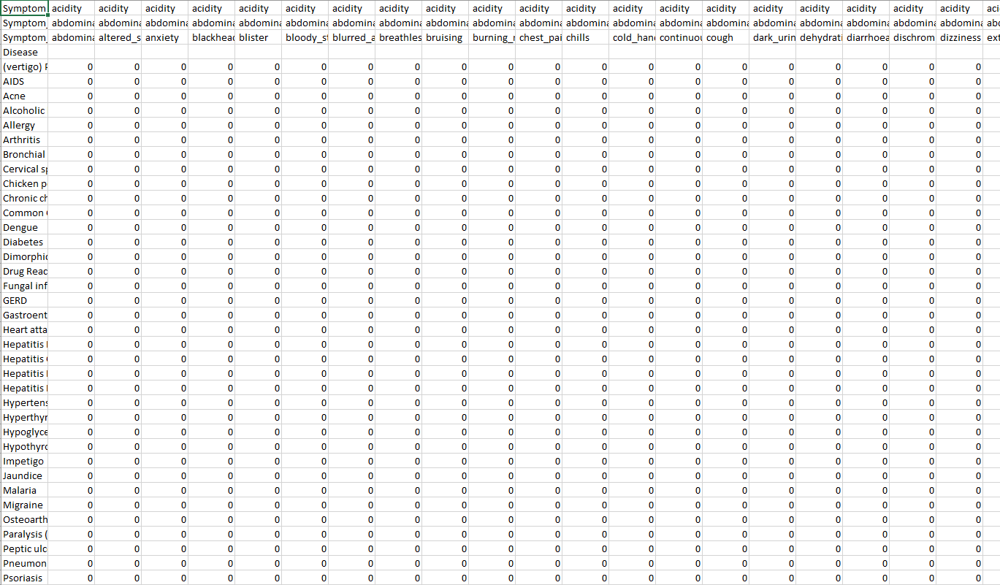 Symptom acidity acidity acidity acidity acidity acidity acidity acidity acidity acidity acidity acidity acidity acidity acidity acidity acidity acidity acidity acidity aci
Symptom_ abdomina abdomina abdomina abdomina abdomina abdomina abdomina abdomina abdomina abdomina abdomina abdomina abdomina abdomina abdomina abdomina abdomina abdomina abdomina abdomina abd
Symptom_ abdomina altered_s anxiety blackhead blister bloody_st blurred_a breathles bruising burning_ chest_pai chills cold_han continuou cough dark_urin dehydrati diarrhoea dischrom dizziness ext
Disease
(vertigo) P 0 0 0 0 0 0 0 0 0 0 0 0 0 0 0 0 0 0 0 0
AIDS 0 0 0 0 0 0 0 0 0 0 0 0 0 0 0 0 0 0 0 0
Acne 0 0 0 0 0 0 0 0 0 0 0 0 0 0 0 0 0 0 0 0
Alcoholic 0 0 0 0 0 0 0 0 0 0 0 0 0 0 0 0 0 0 0 0
Allergy 0 0 0 0 0 0 0 0 0 0 0 0 0 0 0 0 0 0 0 0
Arthritis 0 0 0 0 0 0 0 0 0 0 0 0 0 0 0 0 0 0 0 0
Bronchial 0 0 0 0 0 0 0 0 0 0 0 0 0 0 0 0 0 0 0 0
Cervical sp 0 0 0 0 0 0 0 0 0 0 0 0 0 0 0 0 0 0 0 0
Chicken p 0 0 0 0 0 0 0 0 0 0 0 0 0 0 0 0 0 0 0 0
Chronic ch 0 0 0 0 0 0 0 0 0 0 0 0 0 0 0 0 0 0 0 0
Common 0 0 0 0 0 0 0 0 0 0 0 0 0 0 0 0 0 0 0 0
Dengue 0 0 0 0 0 0 0 0 0 0 0 0 0 0 0 0 0 0 0 0
Diabetes 0 0 0 0 0 0 0 0 0 0 0 0 0 0 0 0 0 0 0 0
Dimorphic 0 0 0 0 0 0 0 0 0 0 0 0 0 0 0 0 0 0 0 0
Drug Reac 0 0 0 0 0 0 0 0 0 0 0 0 0 0 0 0 0 0 0 0
Fungal inf 0 0 0 0 0 0 0 0 0 0 0 0 0 0 0 0 0 0 0 0
GERD 0 0 0 0 0 0 0 0 0 0 0 0 0 0 0 0 0 0 0 0
Gastroent 0 0 0 0 0 0 0 0 0 0 0 0 0 0 0 0 0 0 0 0
Heart atta 0 0 0 0 0 0 0 0 0 0 0 0 0 0 0 0 0 0 0 0
Hepatitis 0 0 0 0 0 0 0 0 0 0 0 0 0 0 0 0 0 0 0 0
Hepatitis 0 0 0 0 0 0 0 0 0 0 0 0 0 0 0 0 0 0 0 0
Hepatitis 0 0 0 0 0 0 0 0 0 0 0 0 0 0 0 0 0 0 0 0
Hepatitis 0 0 0 0 0 0 0 0 0 0 0 0 0 0 0 0 0 0 0 0
Hypertens 0 0 0 0 0 0 0 0 0 0 0 0 0 0 0 0 0 0 0 0
Hyperthyr 0 0 0 0 0 0 0 0 0 0 0 0 0 0 0 0 0 0 0 0
Hypoglyce 0 0 0 0 0 0 0 0 0 0 0 0 0 0 0 0 0 0 0 0
Hypothyro 0 0 0 0 0 0 0 0 0 0 0 0 0 0 0 0 0 0 0 0
Impetigo 0 0 0 0 0 0 0 0 0 0 0 0 0 0 0 0 0 0 0 0
Jaundice 0 0 0 0 0 0 0 0 0 0 0 0 0 0 0 0 0 0 0 0
Malaria 0 0 0 0 0 0 0 0 0 0 0 0 0 0 0 0 0 0 0 0
Migraine 0 0 0 0 0 0 0 0 0 0 0 0 0 0 0 0 0 0 0 0
Osteoarth 0 0 0 0 0 0 0 0 0 0 0 0 0 0 0 0 0 0 0 0
Paralysis ( 0 0 0 0 0 0 0 0 0 0 0 0 0 0 0 0 0 0 0 0
Peptic ulc 0 0 0 0 0 0 0 0 0 0 0 0 0 0 0 0 0 0 0 0
Pneumon 0 0 0 0 0 0 0 0 0 0 0 0 0 0 0 0 0 0 0 0
Psoriasis 0 0 0 0 0 0 0 0 0 0 0 0 0 0 0 0 0 0 0 0